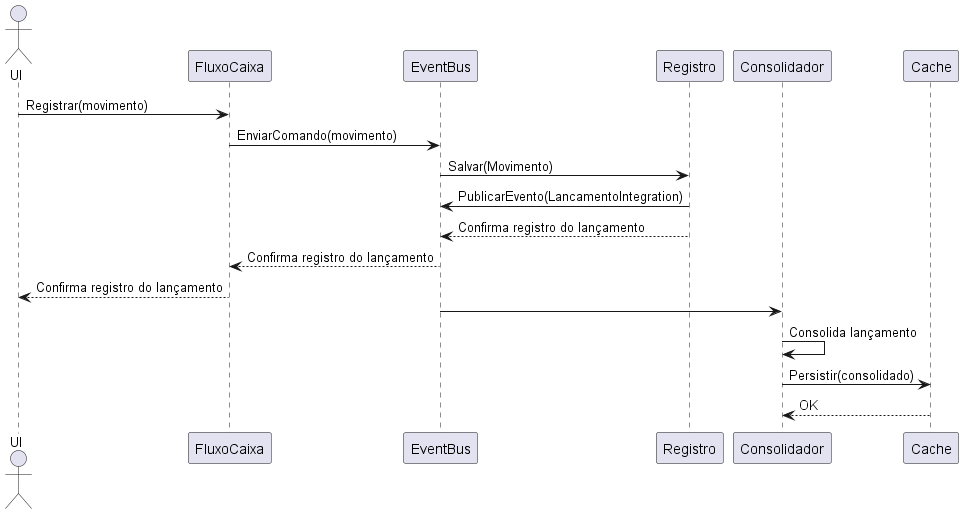 UI
FluxoCaixa
EventBus
Registro
Consolidador
Cache
Registrar(movimento)
EnviarComando(movimento)
Salvar(Movimento)
PublicarEvento(LancamentoIntegration)
Confirma registro do lançamento
Confirma registro do lançamento
Confirma registro do lançamento
Consolida lançamento
Persistir(consolidado)
OK
UI
FluxoCaixa
EventBus
Registro
Consolidador
Cache